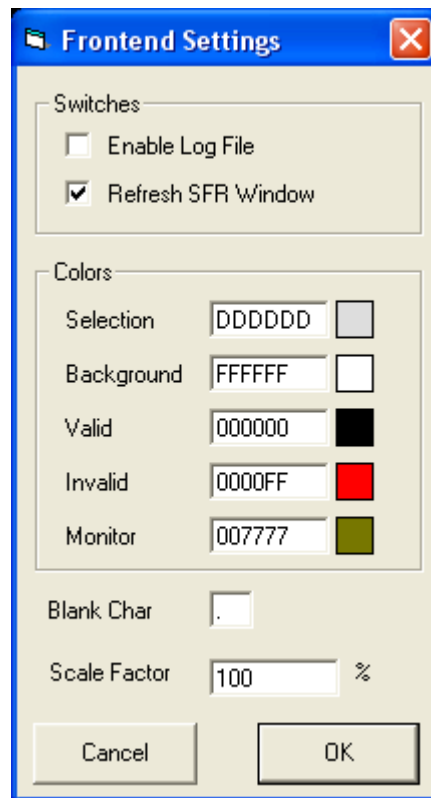 Frontend Settings
Switches
Enable Log File
Refresh SFR Window
Colors
Selection DDDDDD
Background FFFFFF
Valid 000000
Invalid 0000FF
Monitor 007777
Blank Char .
Scale Factor 100 %
Cancel OK